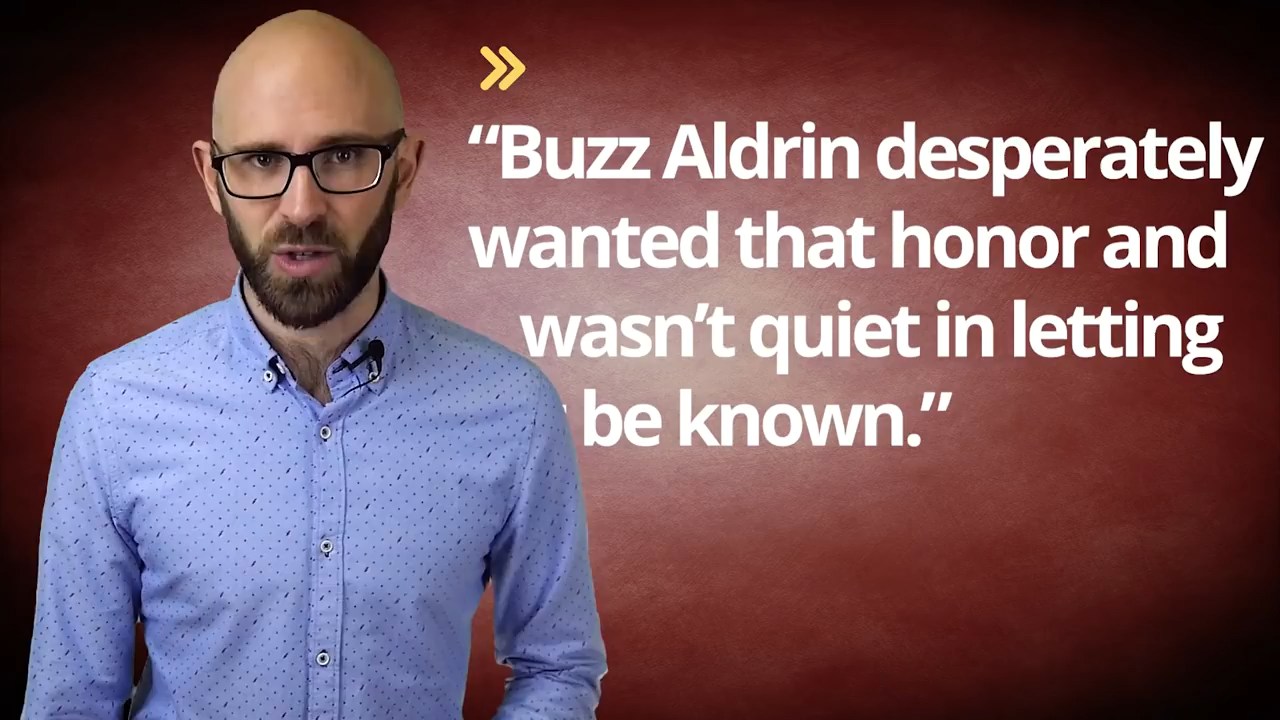 “Buzz Aldrin desperately
wanted that honor and
wasn’t quiet in letting
be known.”